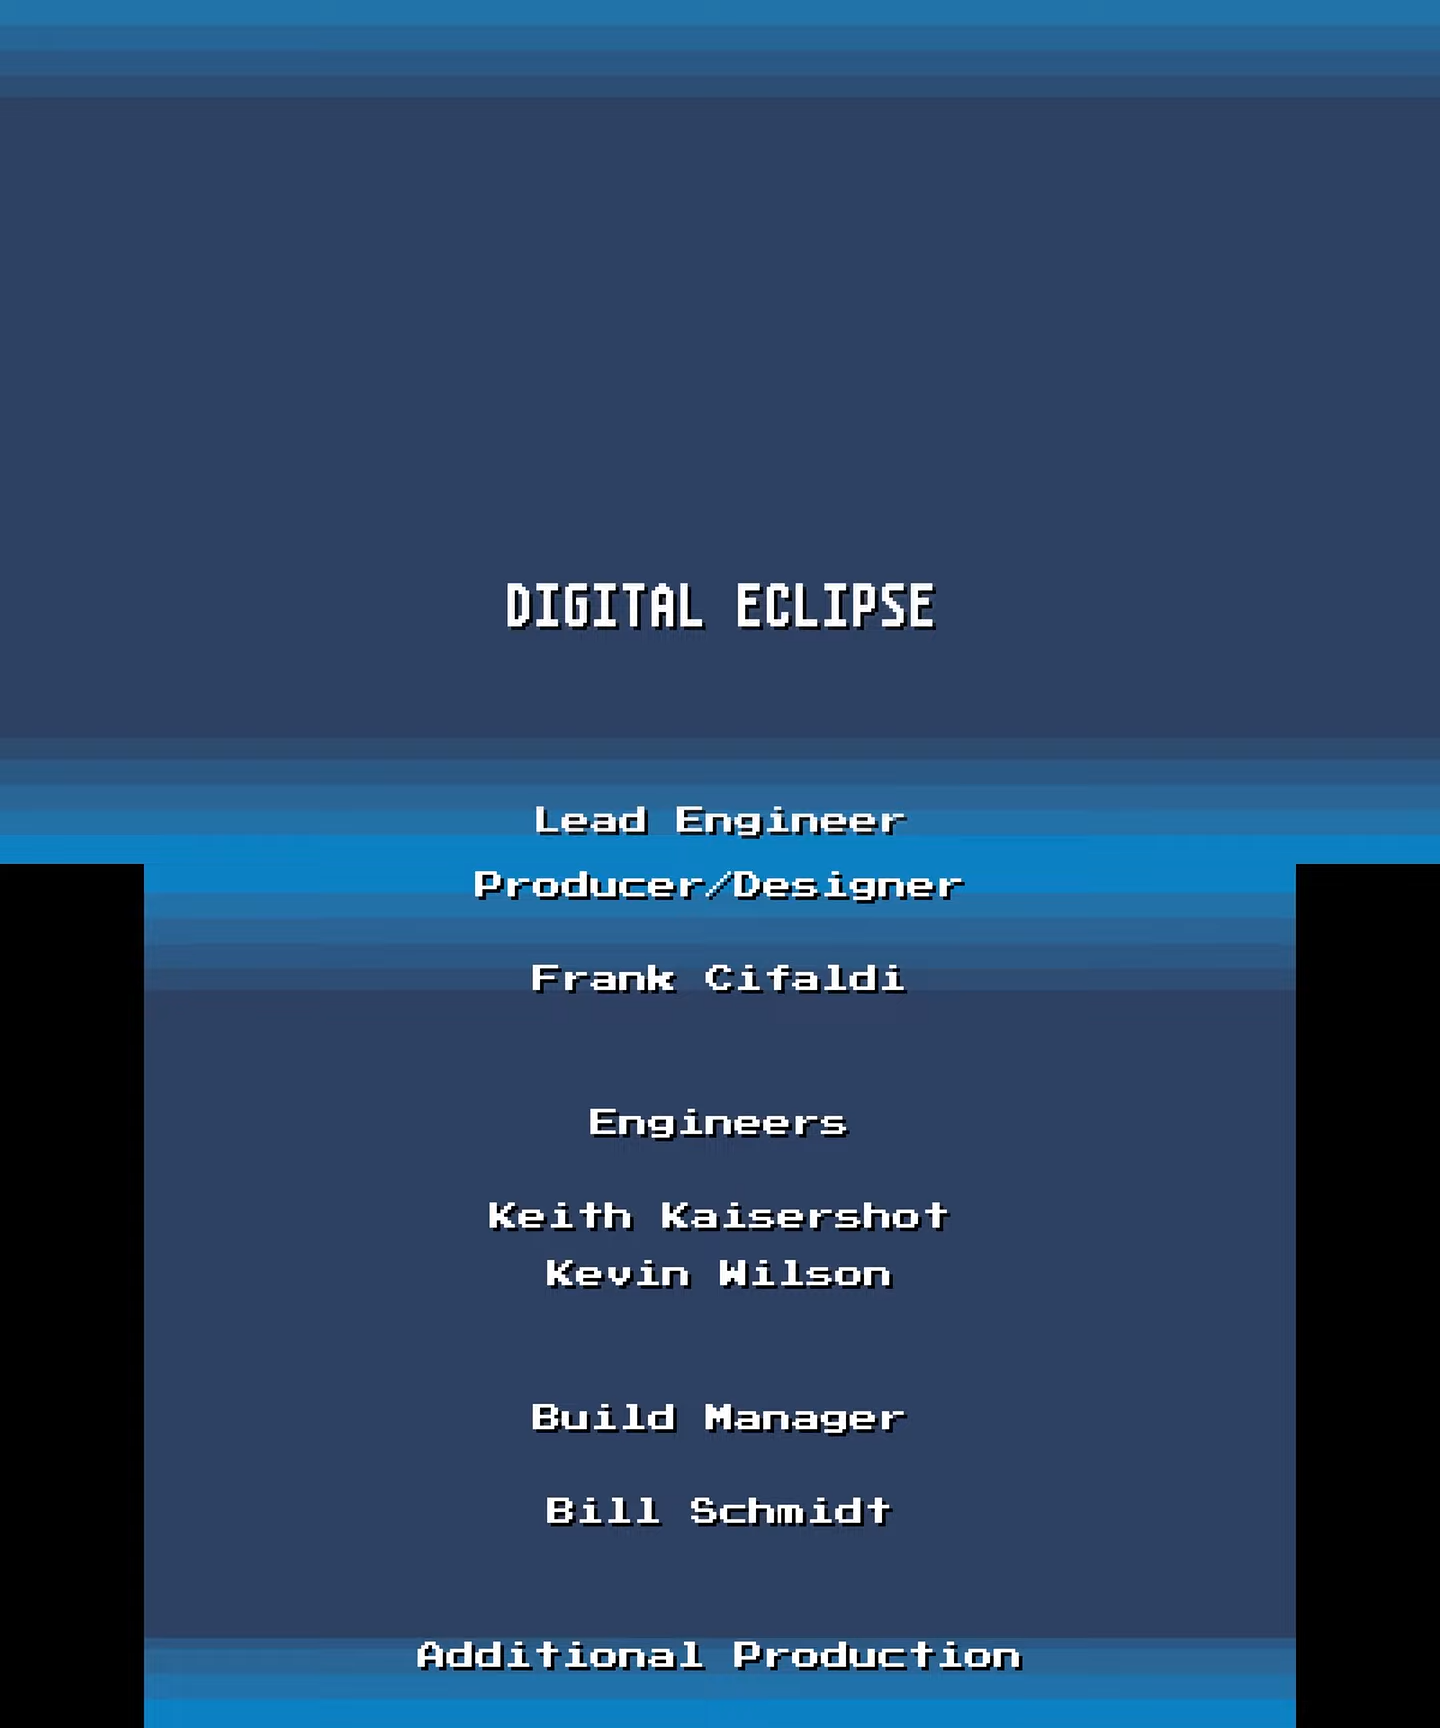 DIGITAL ECLIPSE
Lead Engineer
Producer/Designer
Frank Cifaldi
Engineers
Keith Kaisershot
Kevin Wilson
Build Manager
Bill Schmidt
Additional Production